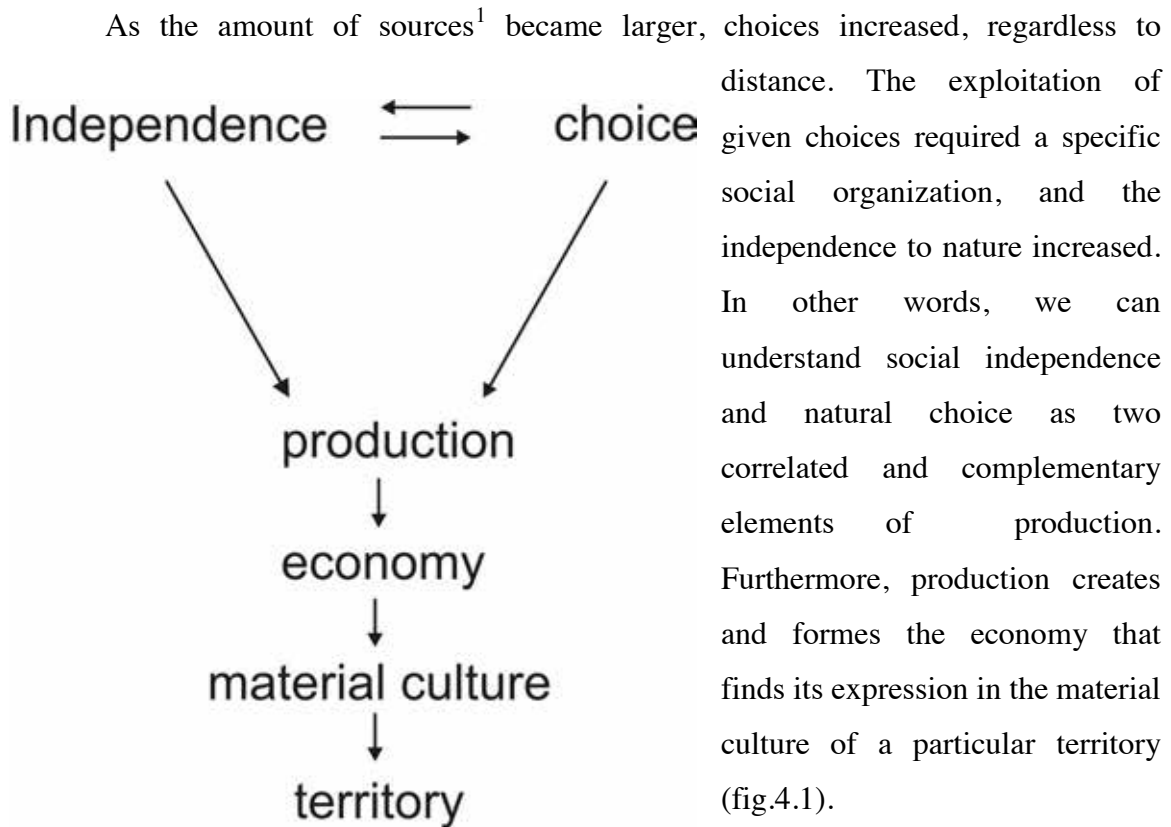 As the amount of sources¹ became larger, choices increased, regardless to
distance. The exploitation of
given choices required a specific
social organization, and the
independence to nature increased.
In other words, we can
understand social independence
and natural choice as two
correlated and complementary
elements of production.
Furthermore, production creates
and formes the economy that
finds its expression in the material
culture of a particular territory
(fig.4.1).
Independence
choice
production
economy
material culture
territory